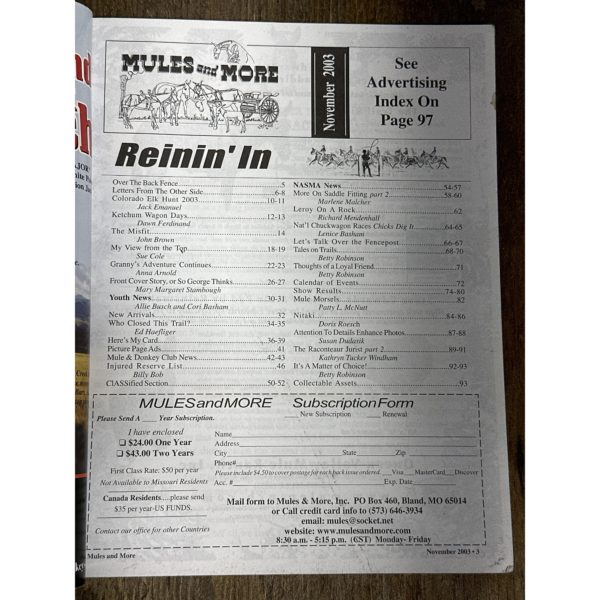 MULES and MORE
November 2003
See
Advertising
Index On
Page 97
Reinin' In
Over The Back Fence 5
Letters From The Other Side 6-8
Colorado Elk Hunt 2003 10-11
Jack Emanuel
Ketchum Wagon Days 12-13
Dawn Ferdinand
The Misfit 14
John Brown
My View from the Top 18-19
Sue Cole
Granny's Adventure Continues 22-23
Anna Arnold
Front Cover Story, or So George Thinks 26-27
Mary Margaret Stambough
Youth News 30-31
Allie Busch and Cori Basham
New Arrivals 32
Who Closed This Trail? 34-35
Ed Haefliger
Here's My Card 36-39
Picture Page Ads 41
Mule & Donkey Club News 42-43
Injured Reserve List 46
Billy Bob
ClASSified Section 50-52
NASMA News 54-57
More On Saddle Fitting part 2 58-60
Marlene Malcher
Leroy On A Rock 62
Richard Mendenhall
Nat'l Chuckwagon Races Chicks Dig It 64-65
Lenice Basham
Let's Talk Over the Fencepost 66-67
Tales on Trails 68-70
Betty Robinson
Thoughts of a Loyal Friend 71
Betty Robinson
Calendar of Events 72
Show Results 74-80
Mule Morsels 82
Patty L. McNutt
Nitaki 84-86
Doris Roesch
Attention To Details Enhance Photos 87-88
Susan Dudasik
The Raconteaur Jurist part 2 89-91
Kathryn Tucker Windham
It's A Matter of Choice! 92-93
Betty Robinson
Collectable Assets 93
MULES and MORE Subscription Form
Please Send A ____ Year Subscription. ____ New Subscription ____ Renewal
I have enclosed
❏ $24.00 One Year
❏ $43.00 Two Years
First Class Rate: $50 per year
Not Available to Missouri Residents
Canada Residents....please send
$35 per year-US FUNDS.
Contact our office for other Countries
Name
Address
City State Zip
Phone#
Please include $4.50 to cover postage for each back issue ordered. ___Visa ___MasterCard ___Discover
Acc. # Exp. Date
Mail form to Mules & More, Inc. PO Box 460, Bland, MO 65014
or Call credit card info to (573) 646-3934
email: mules@socket.net
website: www.mulesandmore.com
8:30 a.m. - 5:15 p.m. (CST) Monday- Friday
Mules and More
November 2003 • 3